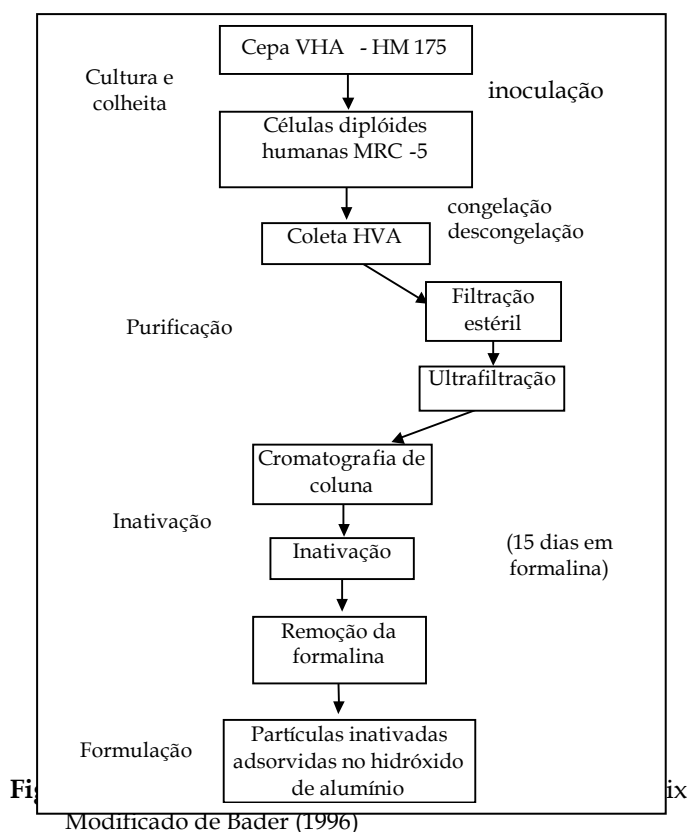 Cepa VHA - HM 175
Cultura e
colheita
inoculação
Células diplóides
humanas MRC -5
congelação
descongelação
Coleta HVA
Filtração
estéril
Purificação
Ultrafiltração
Cromatografia de
coluna
Inativação
Inativação
(15 dias em
formalina)
Remoção da
formalina
Formulação
Partículas inativadas
adsorvidas no hidróxido
de alumínio
Modificado de Bader (1996)